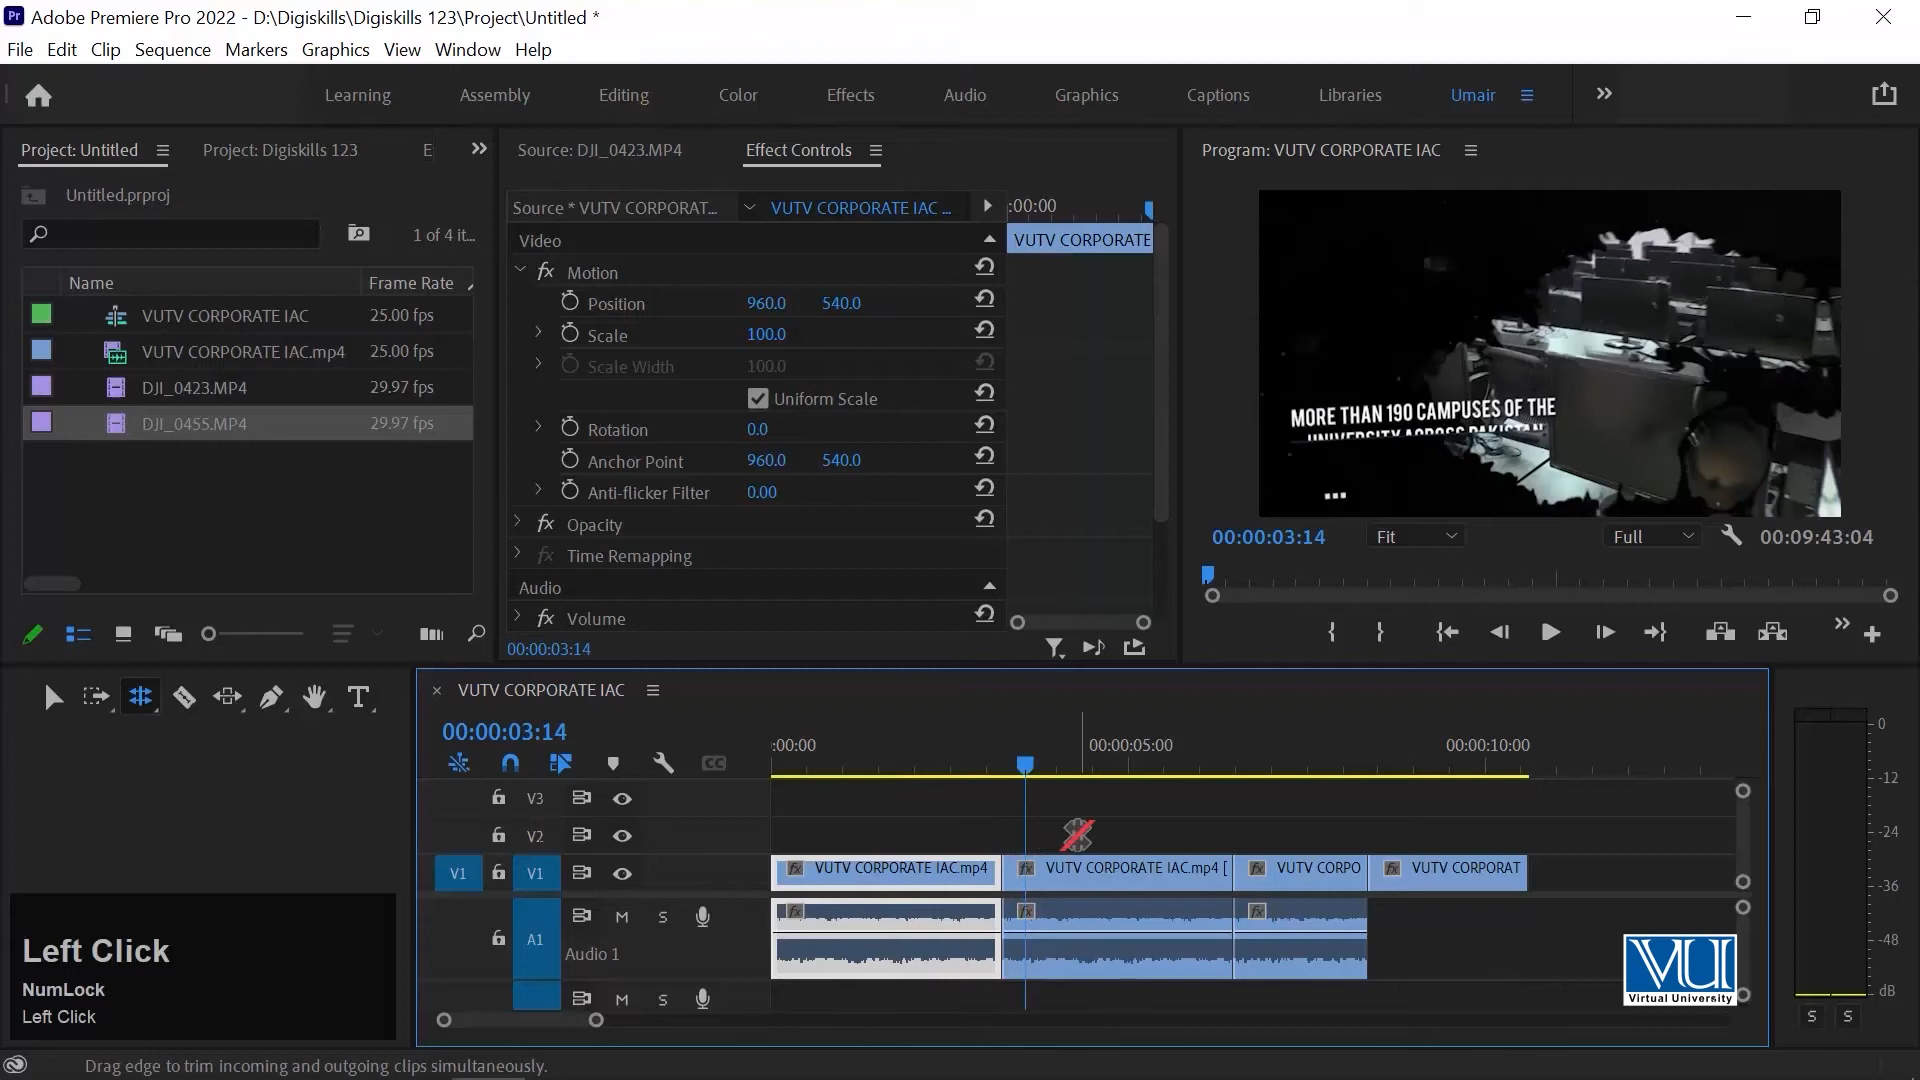 Adobe Premiere Pro 2022 - D:\Digiskills\Digiskills 123\Project\Untitled *
File Edit Clip Sequence Markers Graphics View Window Help
Learning Assembly Editing Color Effects Audio Graphics Captions Libraries Umair
Project: Untitled Project: Digiskills 123 E
Source: DJI_0423.MP4 Effect Controls
Program: VUTV CORPORATE IAC
Untitled.prproj
1 of 4 it...
Name Frame Rate
VUTV CORPORATE IAC 25.00 fps
VUTV CORPORATE IAC.mp4 25.00 fps
DJI_0423.MP4 29.97 fps
DJI_0455.MP4 29.97 fps
Source * VUTV CORPORAT... VUTV CORPORATE IAC ... :00:00
Video VUTV CORPORATE
fx Motion
Position 960.0 540.0
Scale 100.0
Scale Width 100.0
Uniform Scale
Rotation 0.0
Anchor Point 960.0 540.0
Anti-flicker Filter 0.00
fx Opacity
fx Time Remapping
Audio
fx Volume
00:00:03:14
MORE THAN 190 CAMPUSES OF THE
UNIVERSITY ACROSS PAKISTAN
00:00:03:14 Fit Full 00:09:43:04
T
VUTV CORPORATE IAC
00:00:03:14
:00:00 00:00:05:00 00:00:10:00
CC
V3
V2
V1 V1
fx VUTV CORPORATE IAC.mp4 fx VUTV CORPORATE IAC.mp4 [ fx VUTV CORPO fx VUTV CORPORAT
M S
fx fx fx
A1
Audio 1
M S
0
-12
-24
-36
-48
dB
S S
VU
Virtual University
Left Click
NumLock
Left Click
Drag edge to trim incoming and outgoing clips simultaneously.